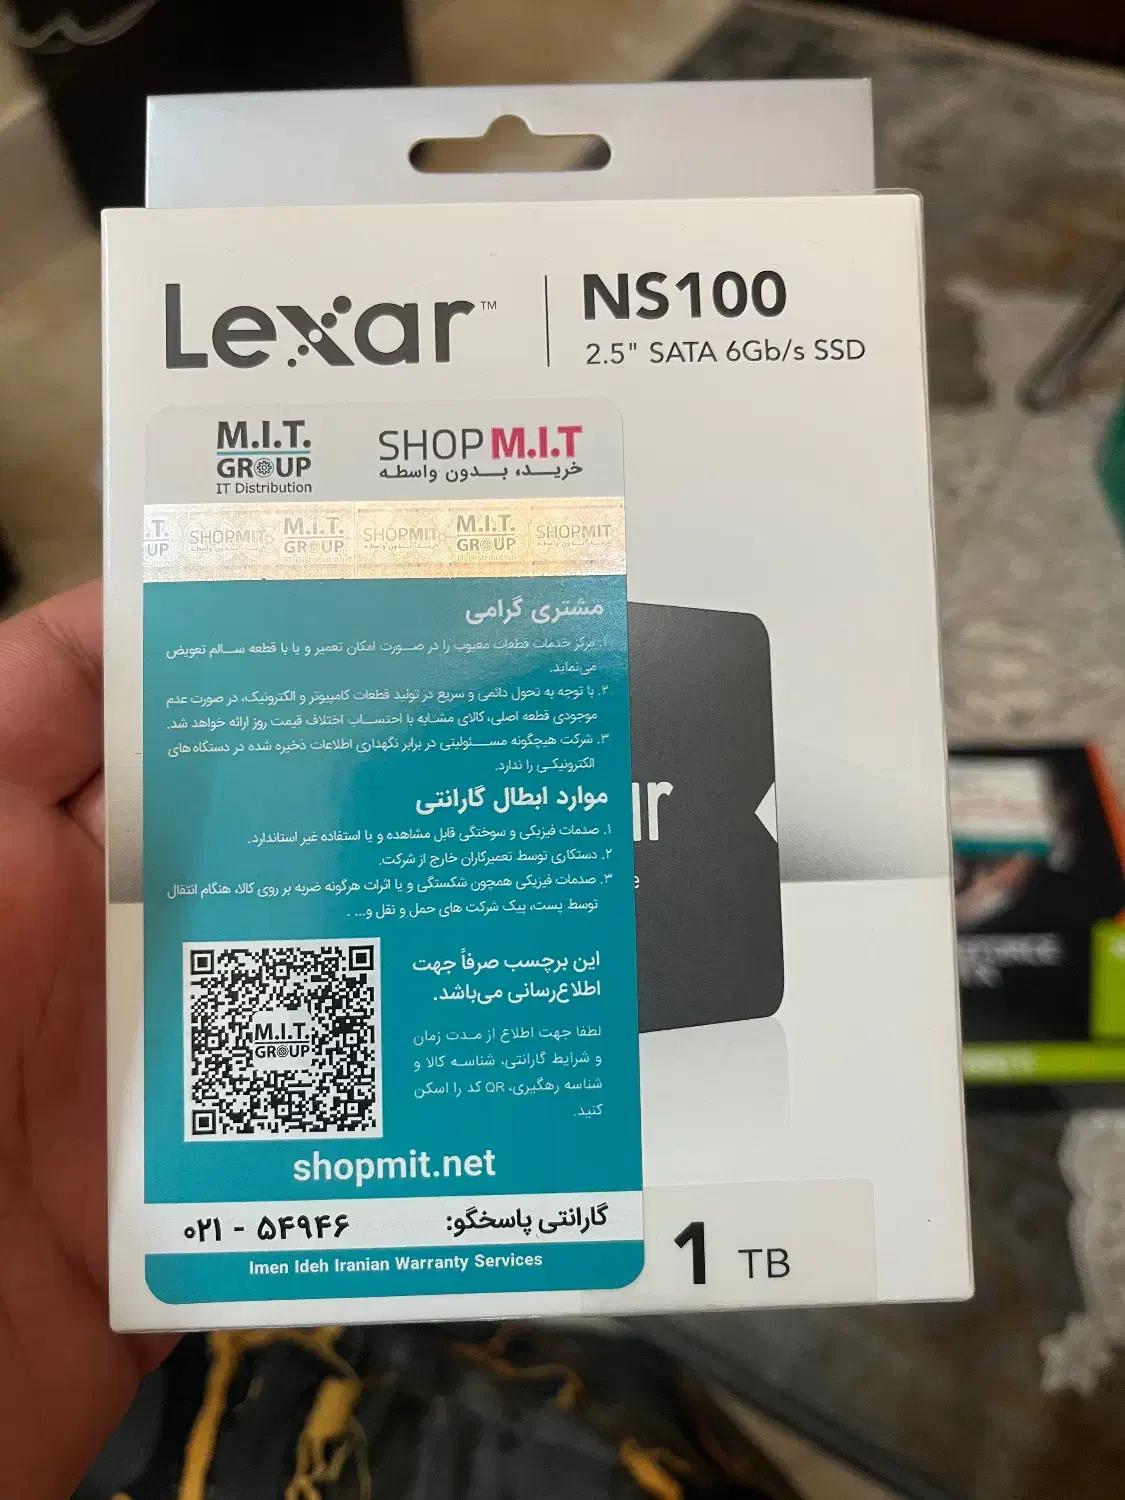 Lexar™
NS100
2.5" SATA 6Gb/s SSD
M.I.T. GROUP
IT Distribution
SHOP M.I.T
خرید، بدون واسطه
.T. UP SHOPMIT M.I.T. GROUP SHOPMIT M.I.T. GROUP SHOPMIT
مشتری گرامی
۱. مرکز خدمات قطعات معیوب را در صورت امکان تعمیر و یا با قطعه سالم تعویض
می‌نماید.
۲. با توجه به تحول دائمی و سریع در تولید قطعات کامپیوتر و الکترونیک، در صورت عدم
موجودی قطعه اصلی، کالای مشابه با احتساب اختلاف قیمت روز ارائه خواهد شد.
۳. شرکت هیچگونه مسئولیتی در برابر نگهداری اطلاعات ذخیره شده در دستگاه های
الکترونیکی را ندارد.
موارد ابطال گارانتی
۱. صدمات فیزیکی و سوختگی قابل مشاهده و یا استفاده غیر استاندارد.
۲. دستکاری توسط تعمیرکاران خارج از شرکت.
۳. صدمات فیزیکی همچون شکستگی و یا اثرات هرگونه ضربه بر روی کالا، هنگام انتقال
توسط پست، پیک شرکت های حمل و نقل و... .
این برچسب صرفاً جهت
اطلاع‌رسانی می‌باشد.
لطفا جهت اطلاع از مدت زمان
و شرایط گارانتی، شناسه کالا و
شناسه رهگیری، QR کد را اسکن
کنید.
M.I.T.
GROUP
shopmit.net
گارانتی پاسخگو: ۰۲۱ - ۵۴۹۴۶
Imen Ideh Iranian Warranty Services
1 TB